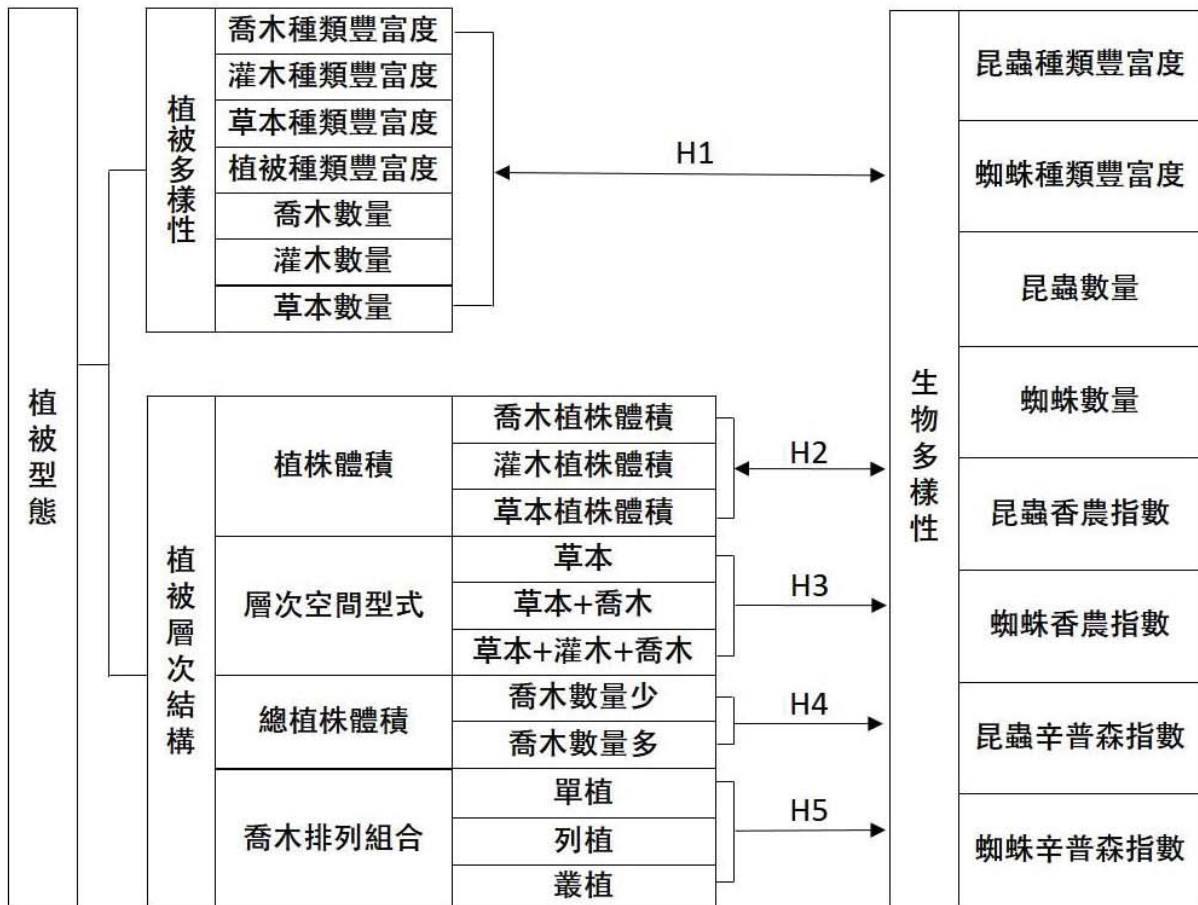 植被型態
植被多樣性
喬木種類豐富度
灌木種類豐富度
草本種類豐富度
植被種類豐富度
喬木數量
灌木數量
草本數量
植被層次結構
植株體積
喬木植株體積
灌木植株體積
草本植株體積
層次空間型式
草本
草本+喬木
草本+灌木+喬木
總植株體積
喬木數量少
喬木數量多
喬木排列組合
單植
列植
叢植
H1
H2
H3
H4
H5
生物多樣性
昆蟲種類豐富度
蜘蛛種類豐富度
昆蟲數量
蜘蛛數量
昆蟲香農指數
蜘蛛香農指數
昆蟲辛普森指數
蜘蛛辛普森指數